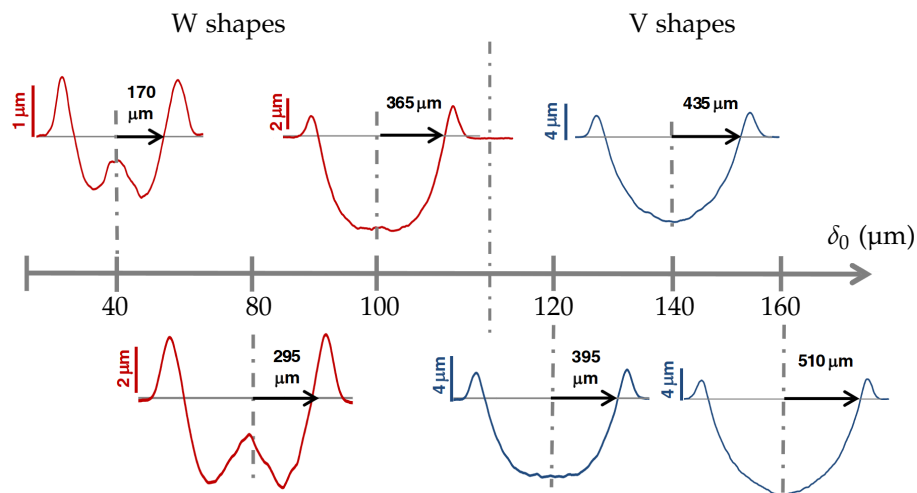 W shapes
V shapes
1 µm
170
µm
2 µm
365 µm
4 µm
435 µm
δ0 (µm)
40
80
100
120
140
160
2 µm
295
µm
4 µm
395
µm
4 µm
510 µm